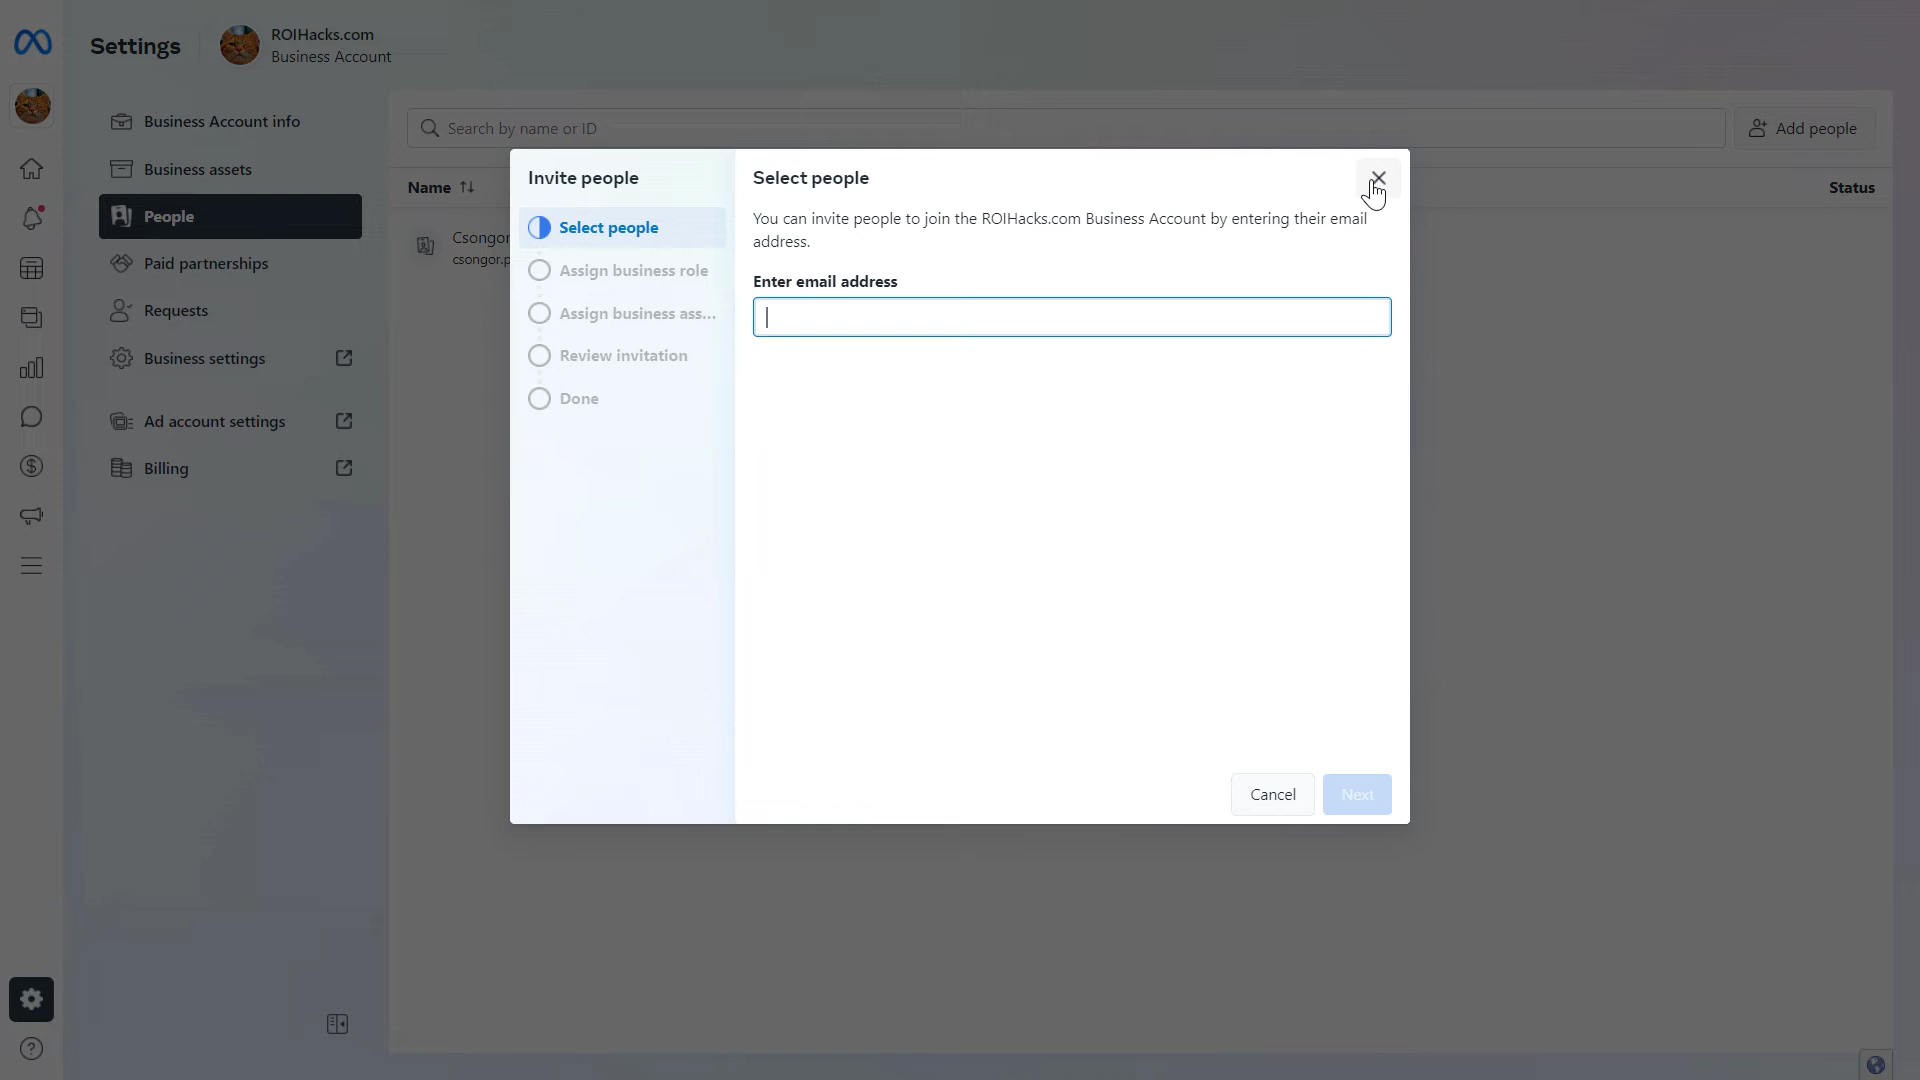 Settings
ROIHacks.com
Business Account
Business Account info
Business assets
People
Paid partnerships
Requests
Business settings
Ad account settings
Billing
Search by name or ID
Add people
Name
Status
Csongor
csongor.p
Invite people
Select people
Assign business role
Assign business ass...
Review invitation
Done
Select people
You can invite people to join the ROIHacks.com Business Account by entering their email
address.
Enter email address
Cancel
Next